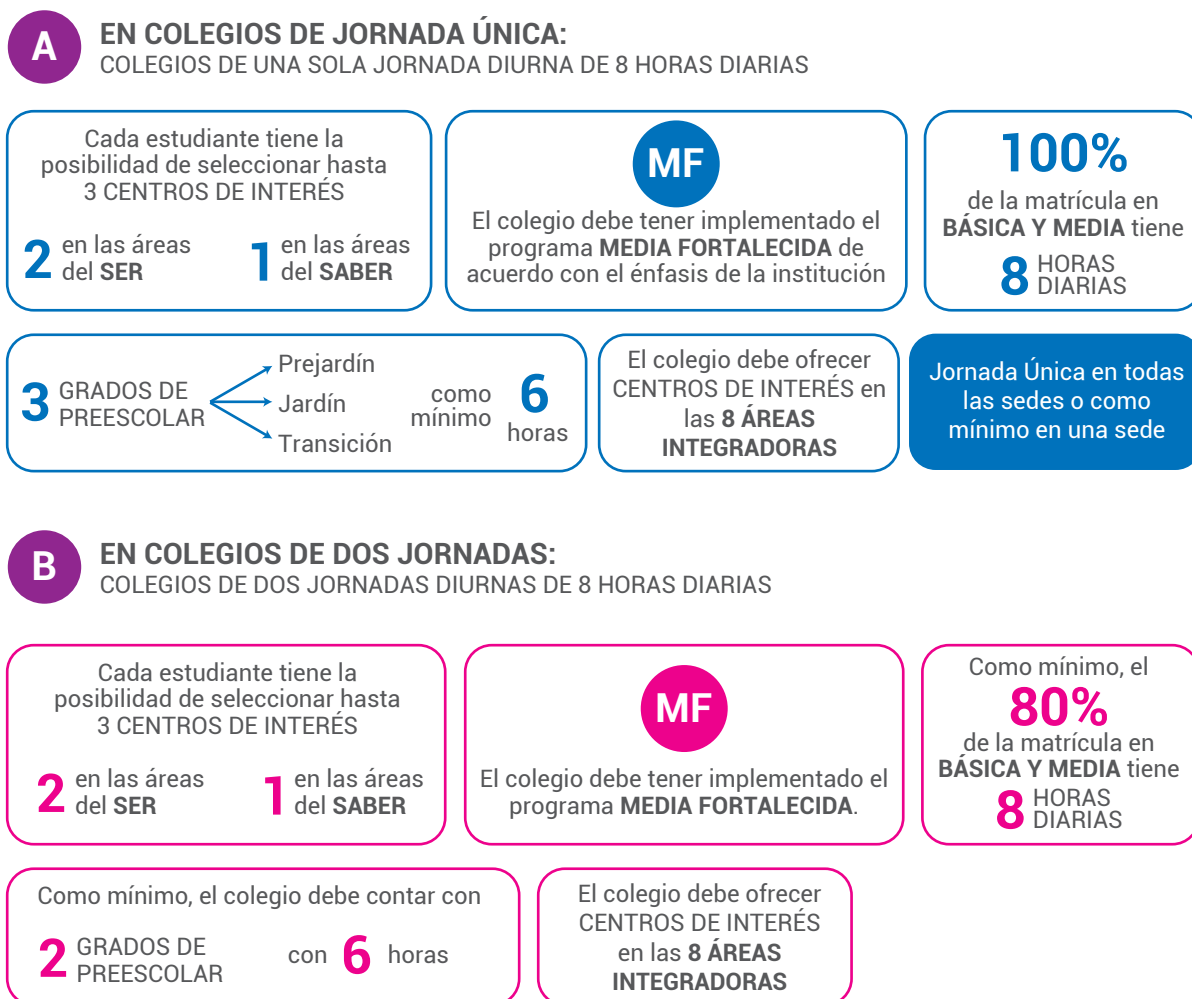 A
EN COLEGIOS DE JORNADA ÚNICA:
COLEGIOS DE UNA SOLA JORNADA DIURNA DE 8 HORAS DIARIAS
Cada estudiante tiene la
posibilidad de seleccionar hasta
3 CENTROS DE INTERÉS
2 en las áreas
del SER
1 en las áreas
del SABER
MF
El colegio debe tener implementado el
programa MEDIA FORTALECIDA de
acuerdo con el énfasis de la institución
100%
de la matrícula en
BÁSICA Y MEDIA tiene
8 HORAS
DIARIAS
3 GRADOS DE
PREESCOLAR
Prejardín
Jardín
Transición
como
mínimo
6
horas
El colegio debe ofrecer
CENTROS DE INTERÉS en
las 8 ÁREAS
INTEGRADORAS
Jornada Única en todas
las sedes o como
mínimo en una sede
B
EN COLEGIOS DE DOS JORNADAS:
COLEGIOS DE DOS JORNADAS DIURNAS DE 8 HORAS DIARIAS
Cada estudiante tiene la
posibilidad de seleccionar hasta
3 CENTROS DE INTERÉS
2 en las áreas
del SER
1 en las áreas
del SABER
MF
El colegio debe tener implementado el
programa MEDIA FORTALECIDA.
Como mínimo, el
80%
de la matrícula en
BÁSICA Y MEDIA tiene
8 HORAS
DIARIAS
Como mínimo, el colegio debe contar con
2 GRADOS DE
PREESCOLAR
con 6 horas
El colegio debe ofrecer
CENTROS DE INTERÉS
en las 8 ÁREAS
INTEGRADORAS